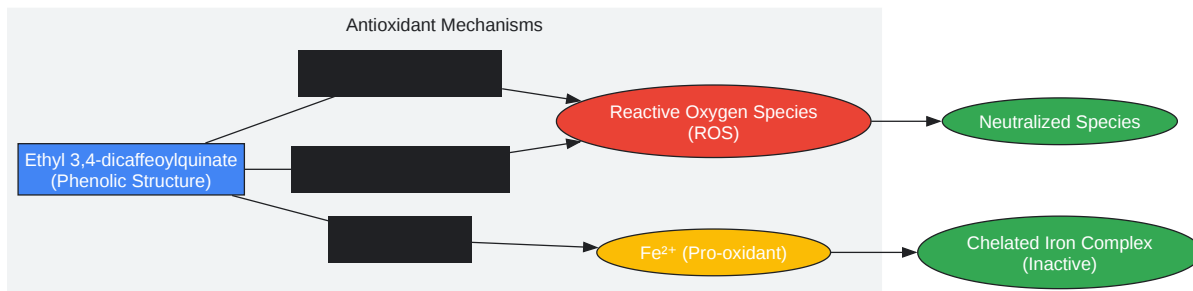 Antioxidant Mechanisms
Reactive Oxygen Species
(ROS)
Neutralized Species
Ethyl 3,4-dicaffeoylquinate
(Phenolic Structure)
Fe²⁺ (Pro-oxidant)
Chelated Iron Complex
(Inactive)